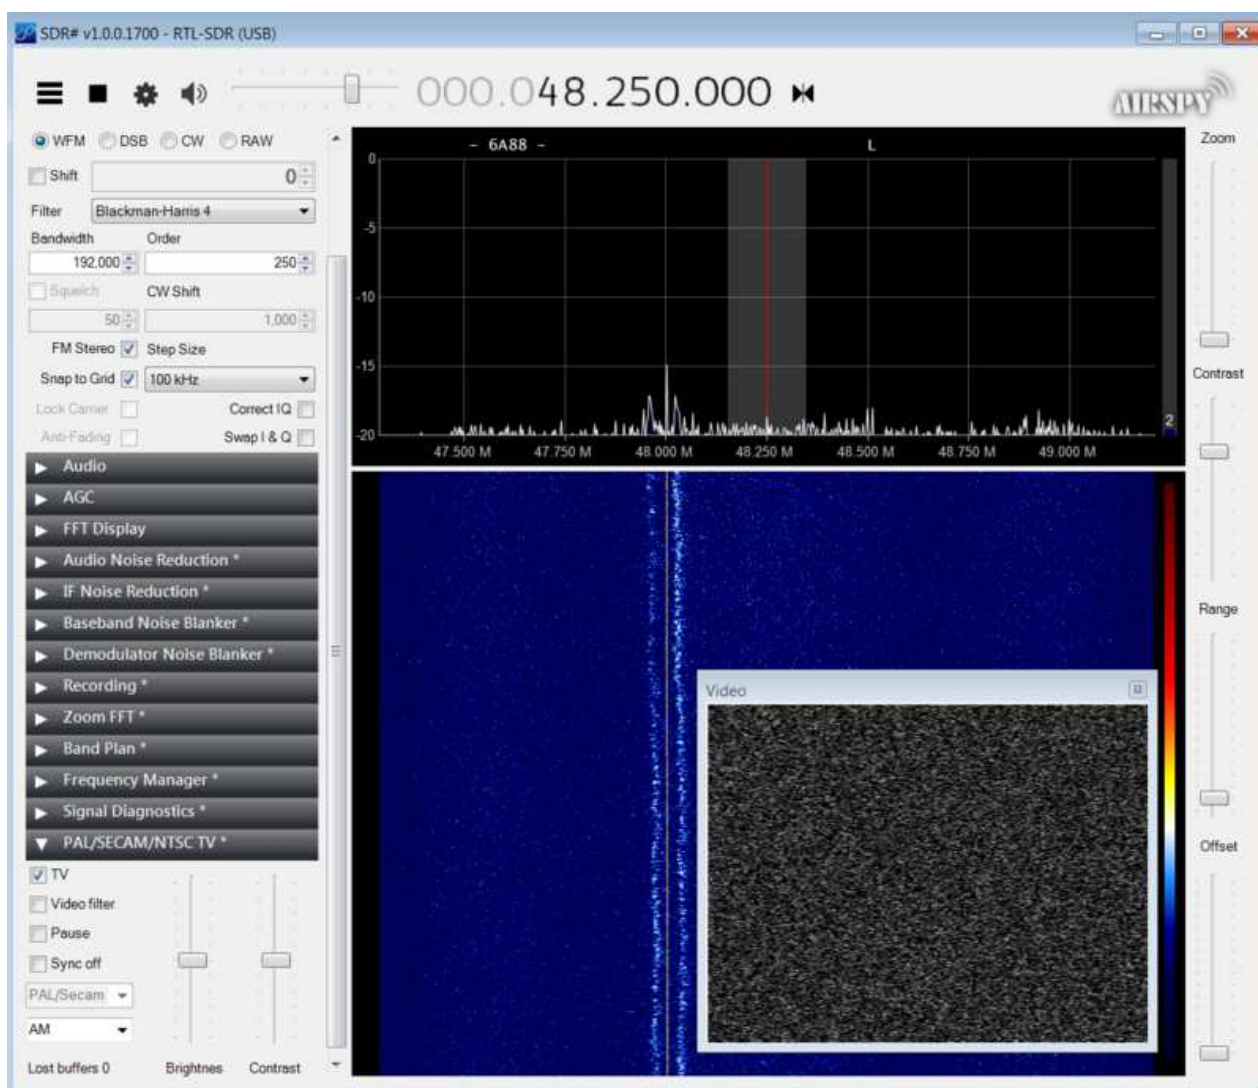 SDR# v1.0.0.1700 - RTL-SDR (USB)
000.048.250.000
AIRSPY
WFM DSB CW RAW
Shift 0
Filter Blackman-Harris 4
Bandwidth Order
192,000 250
Squelch CW Shift
50 1,000
FM Stereo Step Size
Snap to Grid 100 kHz
Lock Carrier Correct IQ
Anti-Fading Swap I & Q
Audio
AGC
FFT Display
Audio Noise Reduction *
IF Noise Reduction *
Baseband Noise Blanker *
Demodulator Noise Blanker *
Recording *
Zoom FFT *
Band Plan *
Frequency Manager *
Signal Diagnostics *
PAL/SECAM/NTSC TV *
TV
Video filter
Pause
Sync off
PAL/Secam
AM
Lost buffers 0 Brightnes Contrast
- 6A88 - L
0
-5
-10
-15
-20
2
47.500 M 47.750 M 48.000 M 48.250 M 48.500 M 48.750 M 49.000 M
Video
Zoom
Contrast
Range
Offset